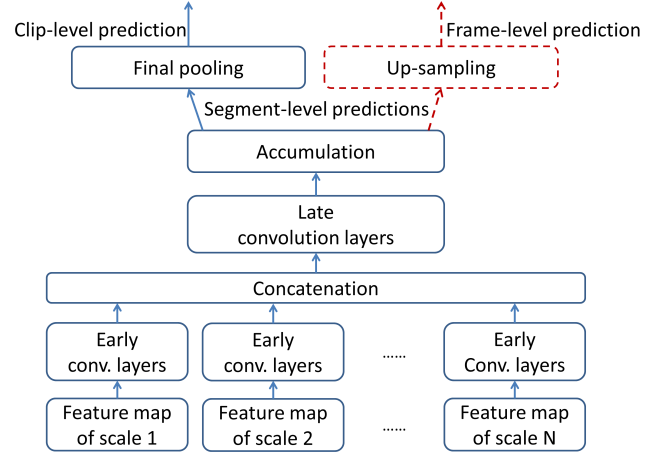 Clip-level prediction
Frame-level prediction
Final pooling
Up-sampling
Segment-level predictions
Accumulation
Late
convolution layers
Concatenation
Early
conv. layers
Early
conv. layers
......
Early
Conv. Layers
Feature map
of scale 1
Feature map
of scale 2
......
Feature map
of scale N